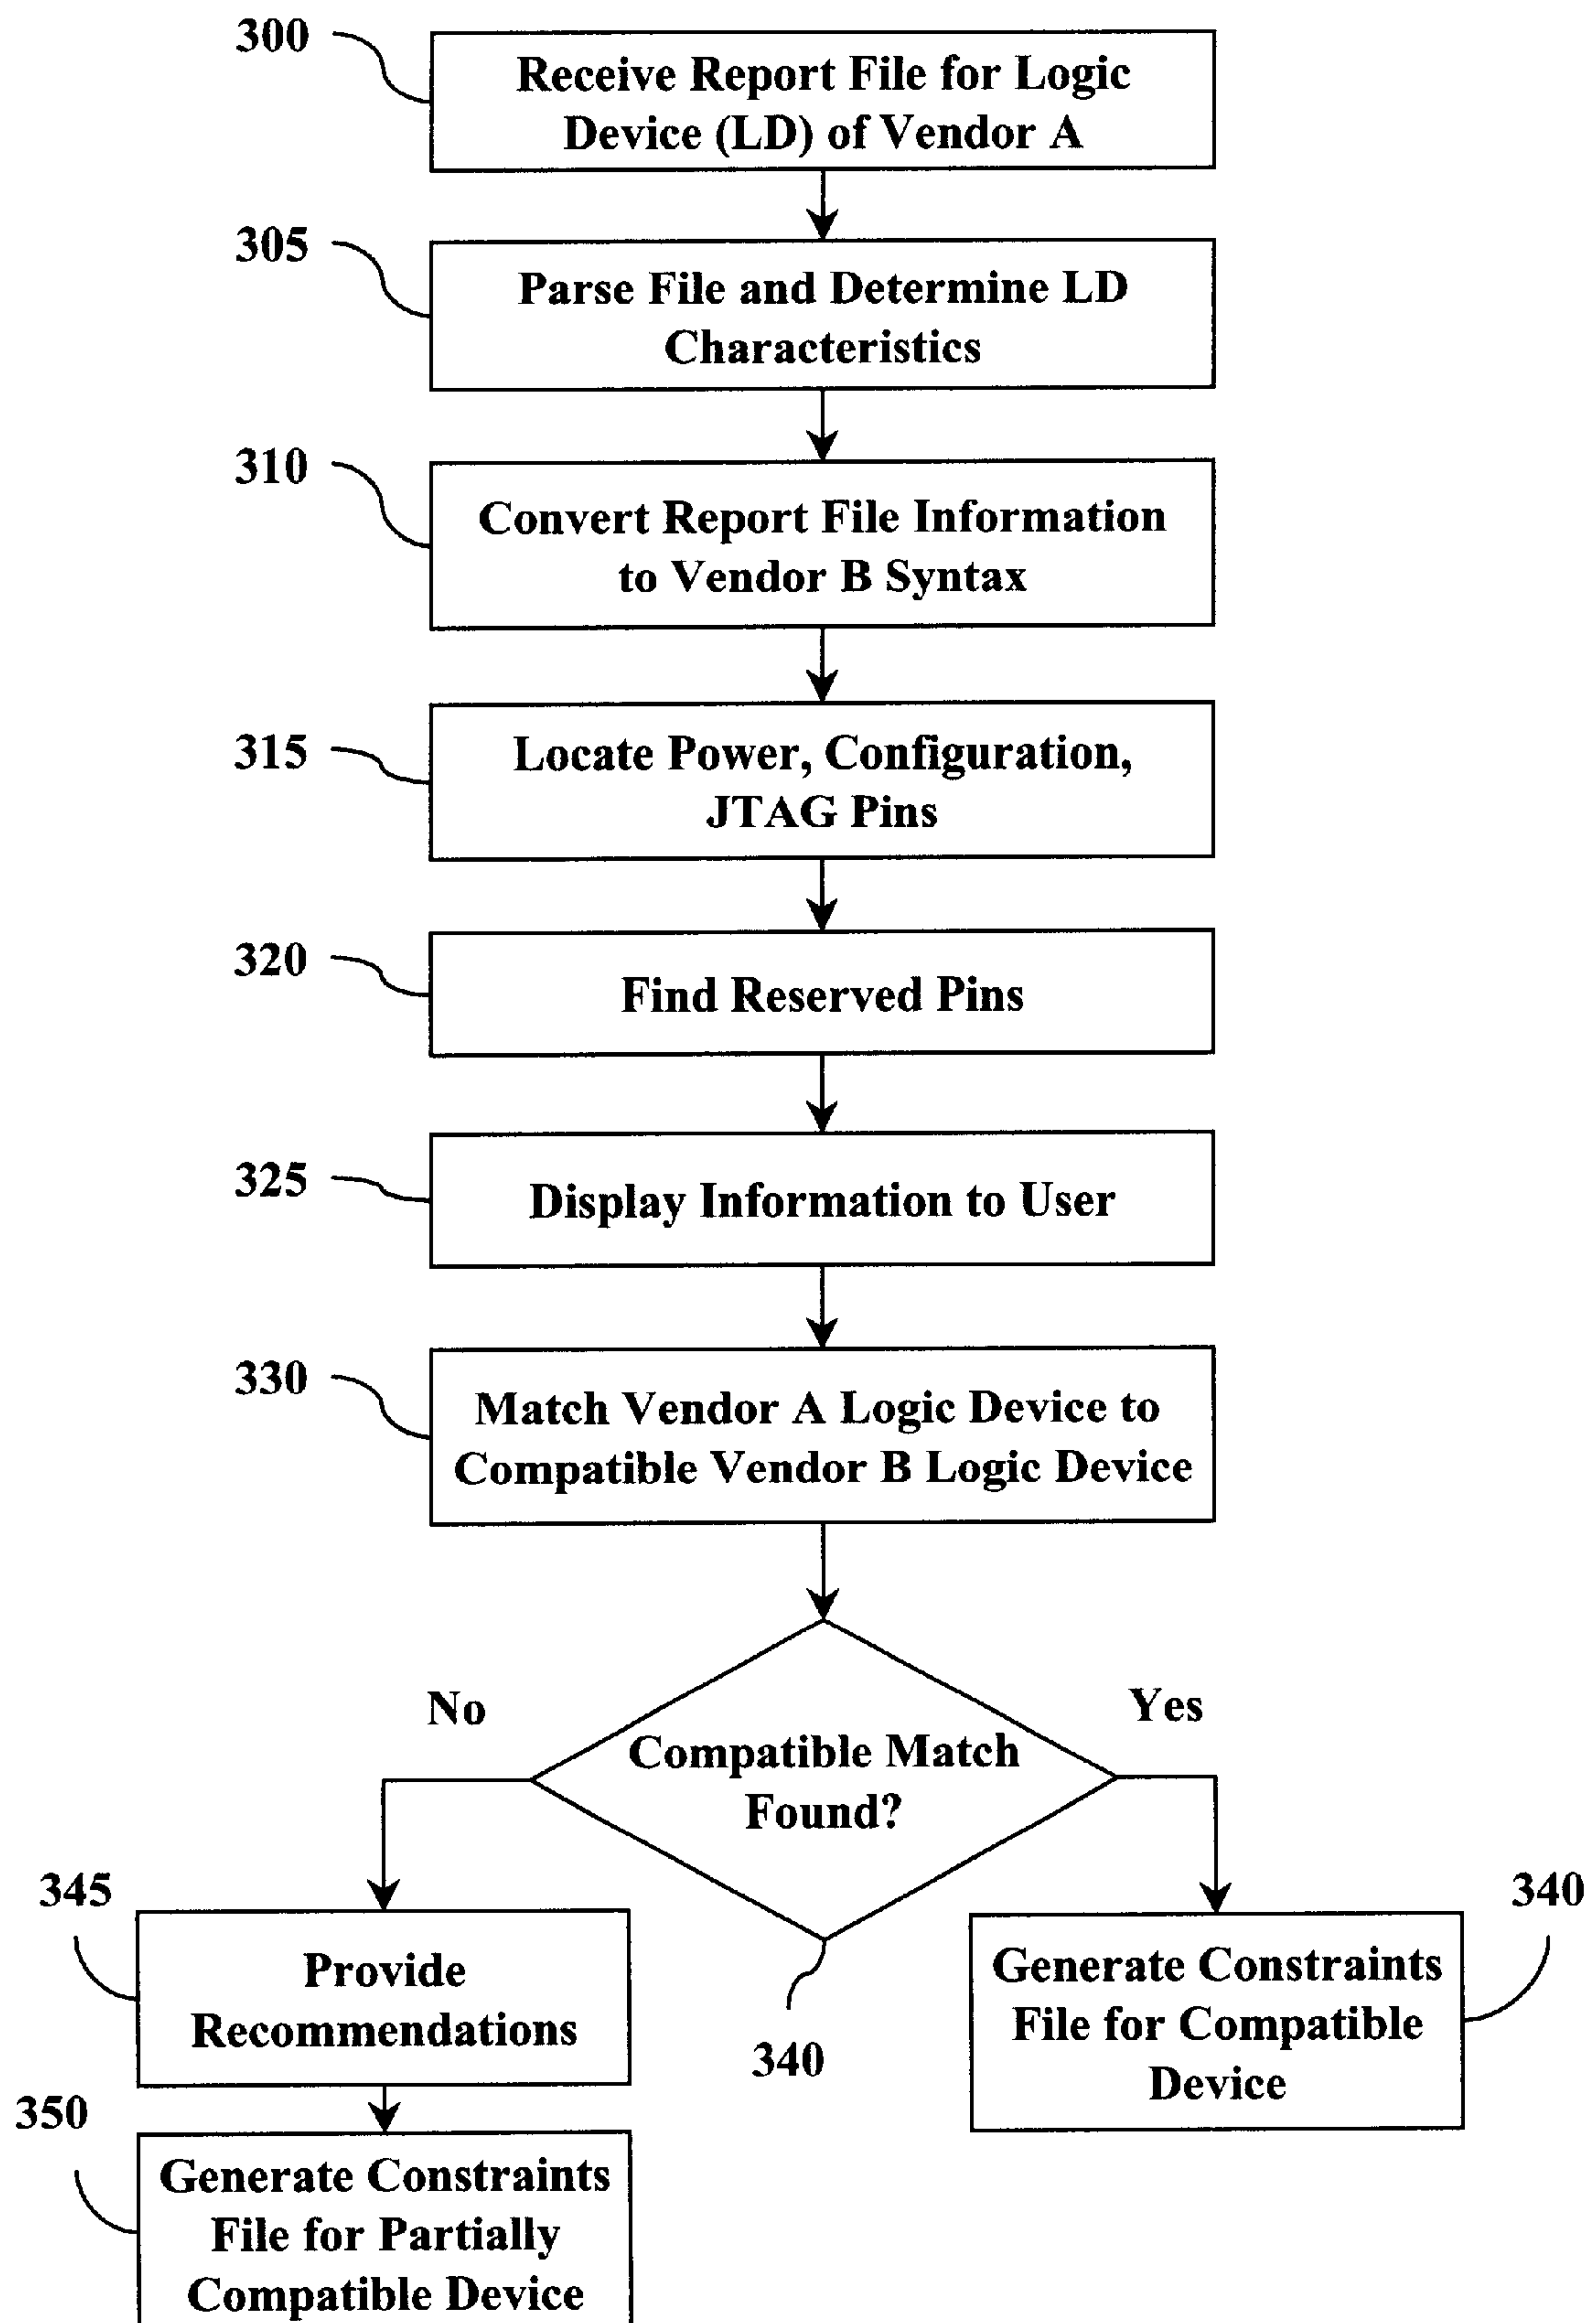 300
Receive Report File for Logic
Device (LD) of Vendor A
305
Parse File and Determine LD
Characteristics
310
Convert Report File Information
to Vendor B Syntax
315
Locate Power, Configuration,
JTAG Pins
320
Find Reserved Pins
325
Display Information to User
330
Match Vendor A Logic Device to
Compatible Vendor B Logic Device
No
Yes
Compatible Match
Found?
340
345
Provide
Recommendations
340
Generate Constraints
File for Compatible
Device
350
Generate Constraints
File for Partially
Compatible Device